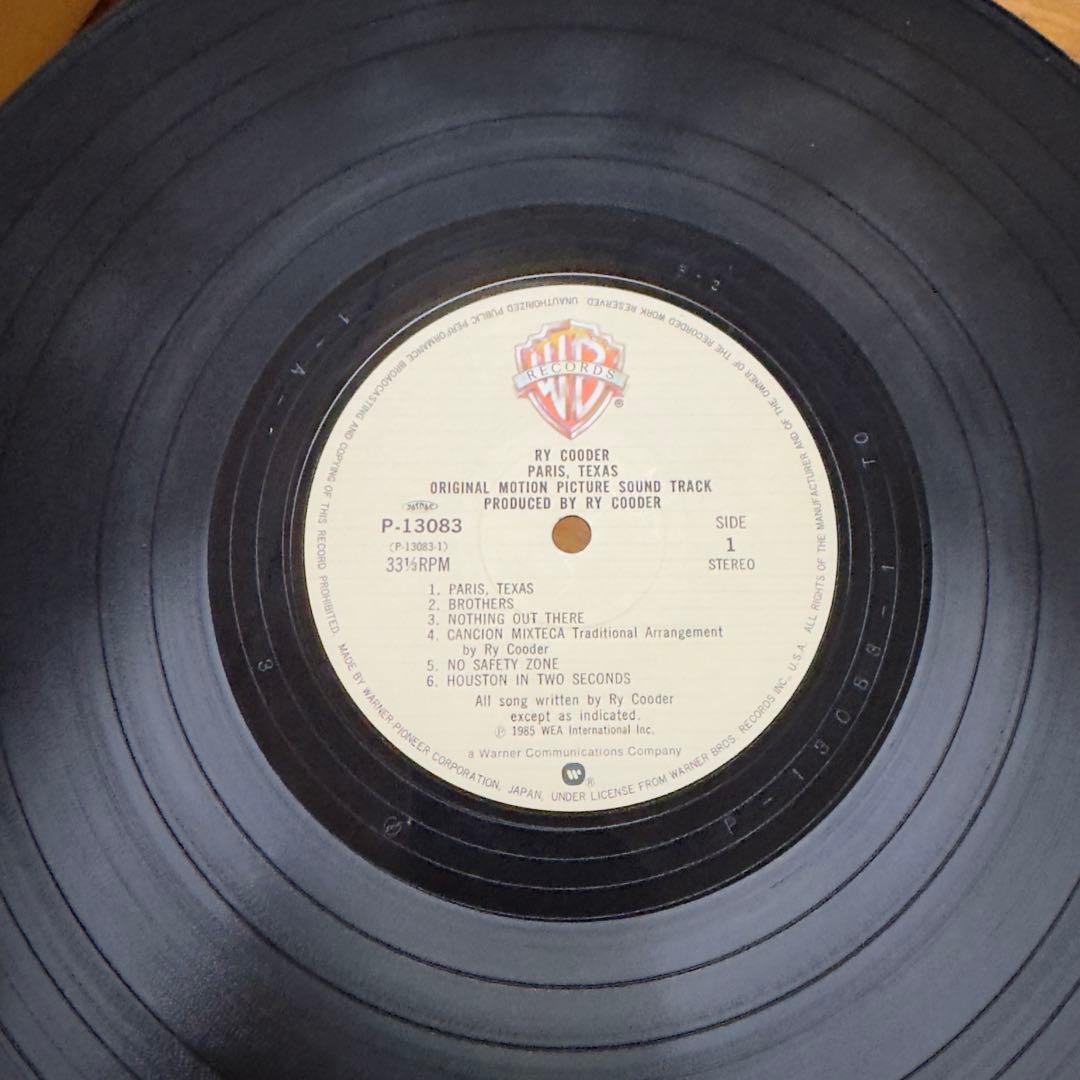 WB
RECORDS
®
RY COODER
PARIS, TEXAS
ORIGINAL MOTION PICTURE SOUND TRACK
PRODUCED BY RY COODER
P-13083
(P-13083-1)
33⅓RPM
SIDE
1
STEREO
1. PARIS, TEXAS
2. BROTHERS
3. NOTHING OUT THERE
4. CANCION MIXTECA Traditional Arrangement
by Ry Cooder
5. NO SAFETY ZONE
6. HOUSTON IN TWO SECONDS
All song written by Ry Cooder
except as indicated.
℗ 1985 WEA International Inc.
a Warner Communications Company
W®
MADE BY WARNER-PIONEER CORPORATION, JAPAN, UNDER LICENSE FROM WARNER BROS. RECORDS INC., U.S.A. ALL RIGHTS OF THE MANUFACTURER AND OF THE OWNER OF THE RECORDED WORK RESERVED UNAUTHORIZED PUBLIC PERFORMANCE BROADCASTING AND COPYING OF THIS RECORD PROHIBITED.
P-13083-1
TO
1-A-
3